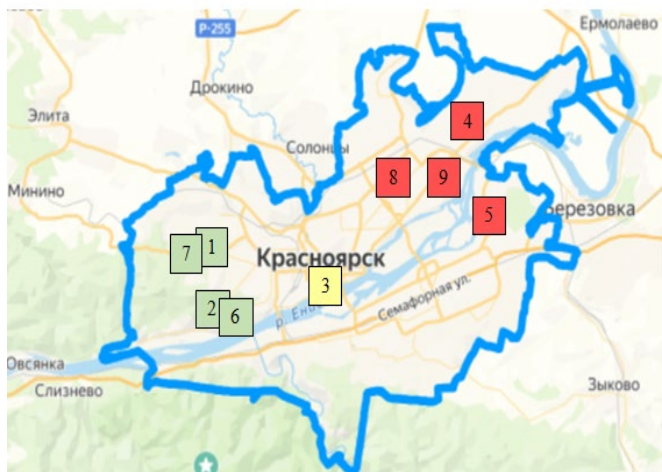 Ермолаево
Р-255
Дрокино
Элита
4
Солонцы
8 9
Минино
5
Березовка
1
7
Красноярск
3
2
6
р. Ени
Семафорная ул.
Овсянка
Слизнево
Зыково